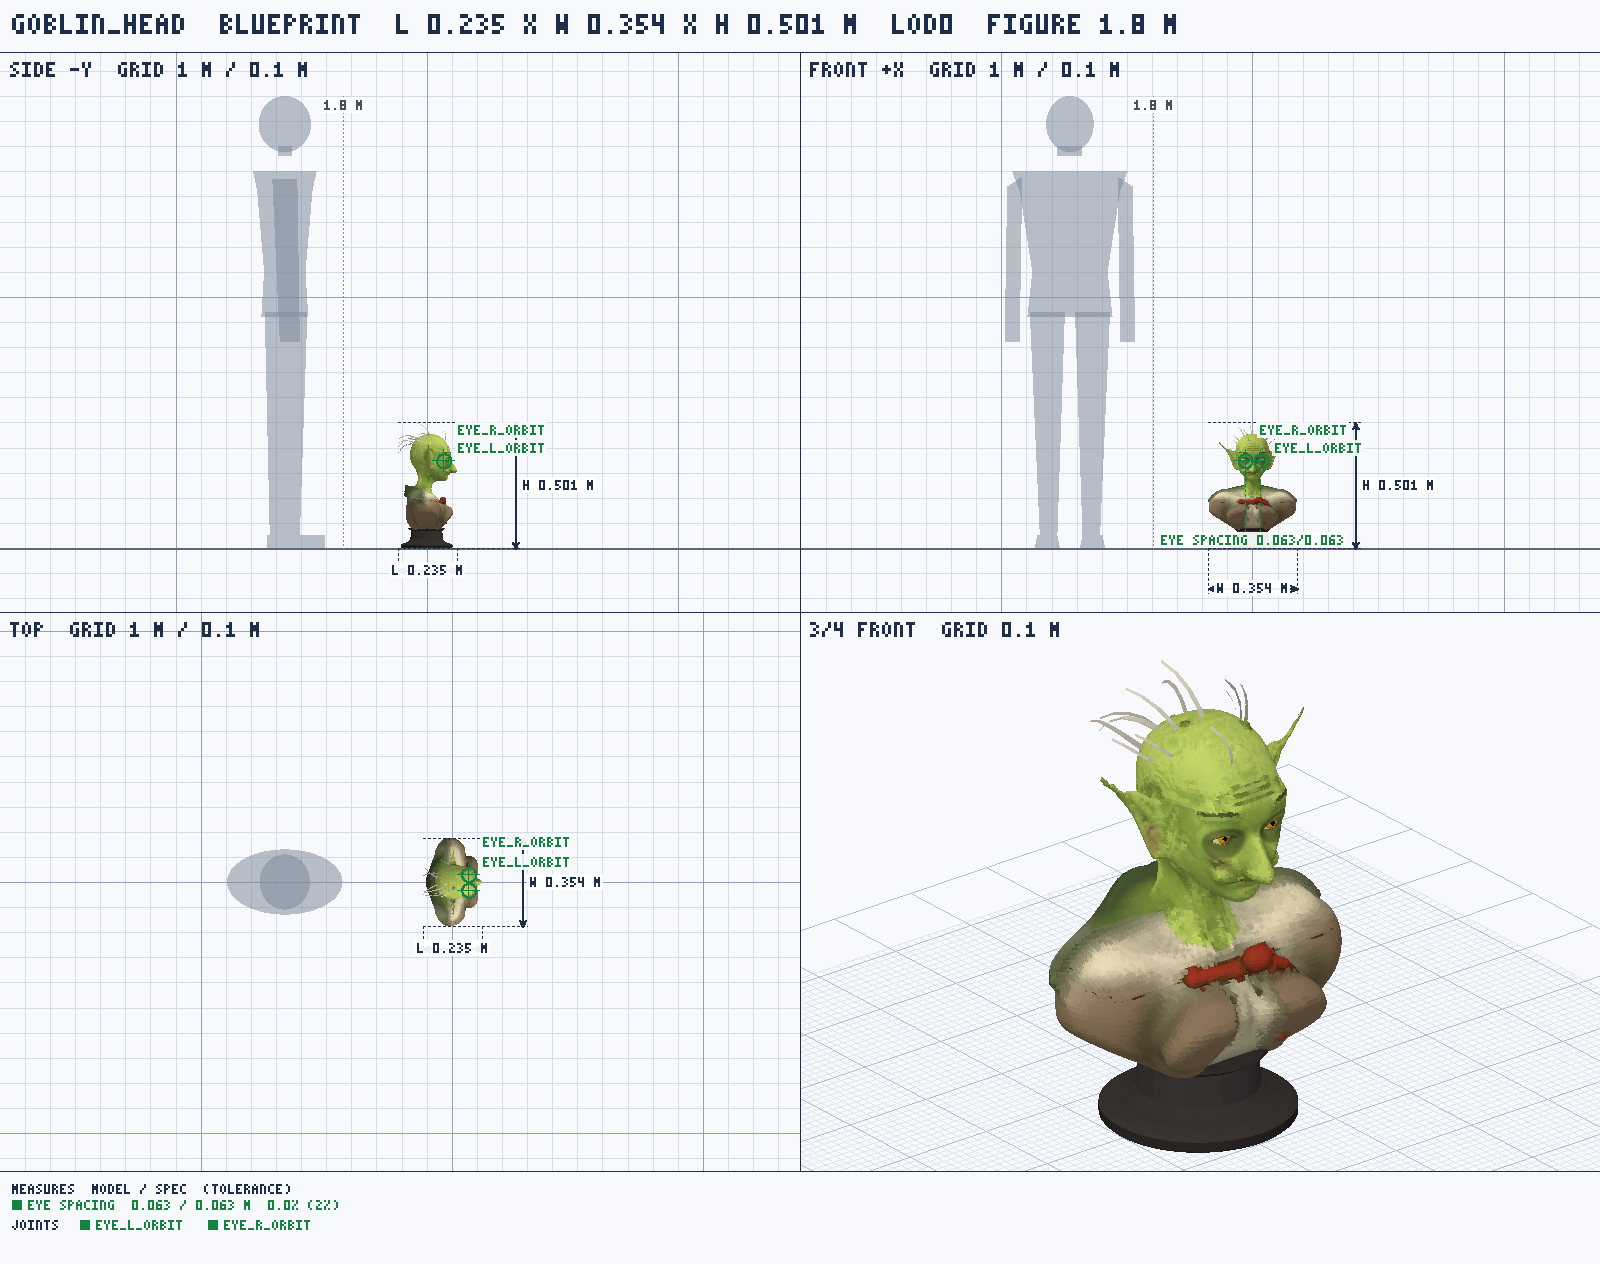 GOBLIN_HEAD BLUEPRINT L 0.235 X W 0.354 X H 0.501 M LOD0 FIGURE 1.8 M
SIDE -Y GRID 1 M / 0.1 M
1.8 M
EYE_R_ORBIT
EYE_L_ORBIT
H 0.501 M
L 0.235 M
FRONT +X GRID 1 M / 0.1 M
1.8 M
EYE_R_ORBIT
EYE_L_ORBIT
H 0.501 M
EYE SPACING 0.063/0.063
W 0.354 M
TOP GRID 1 M / 0.1 M
EYE_R_ORBIT
EYE_L_ORBIT
W 0.354 M
L 0.235 M
3/4 FRONT GRID 0.1 M
MEASURES MODEL / SPEC (TOLERANCE)
EYE SPACING 0.063 / 0.063 M 0.0% (2%)
JOINTS EYE_L_ORBIT EYE_R_ORBIT